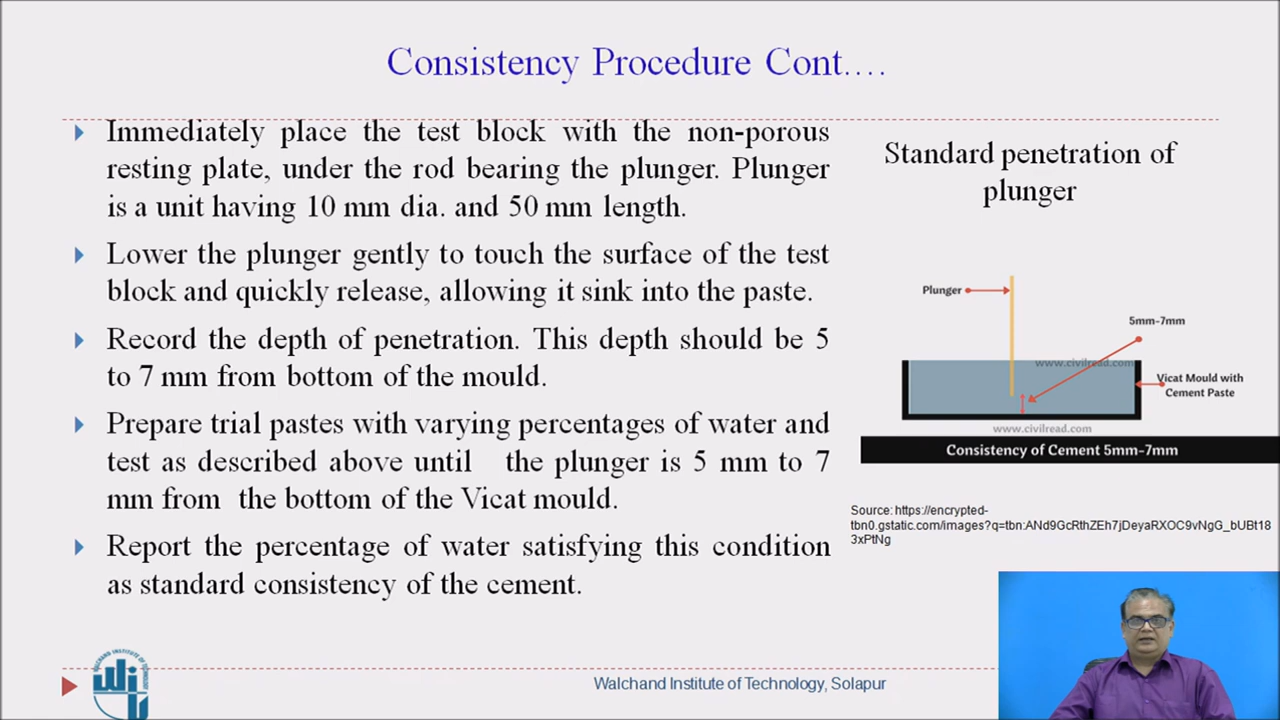 Consistency Procedure Cont....
Immediately place the test block with the non-porous
resting plate, under the rod bearing the plunger. Plunger
is a unit having 10 mm dia. and 50 mm length.
Lower the plunger gently to touch the surface of the test
block and quickly release, allowing it sink into the paste.
Record the depth of penetration. This depth should be 5
to 7 mm from bottom of the mould.
Prepare trial pastes with varying percentages of water and
test as described above until the plunger is 5 mm to 7
mm from the bottom of the Vicat mould.
Report the percentage of water satisfying this condition
as standard consistency of the cement.
Standard penetration of
plunger
Plunger
5mm-7mm
www.civilread.com
Vicat Mould with
Cement Paste
www.civilread.com
Consistency of Cement 5mm-7mm
Source: https://encrypted-
tbn0.gstatic.com/images?q=tbn:ANd9GcRthZEh7jDeyaRXOC9vNgG_bUBt18
3xPtNg
WALCHAND INSTITUTE OF TECHNOLOGY
Walchand Institute of Technology, Solapur